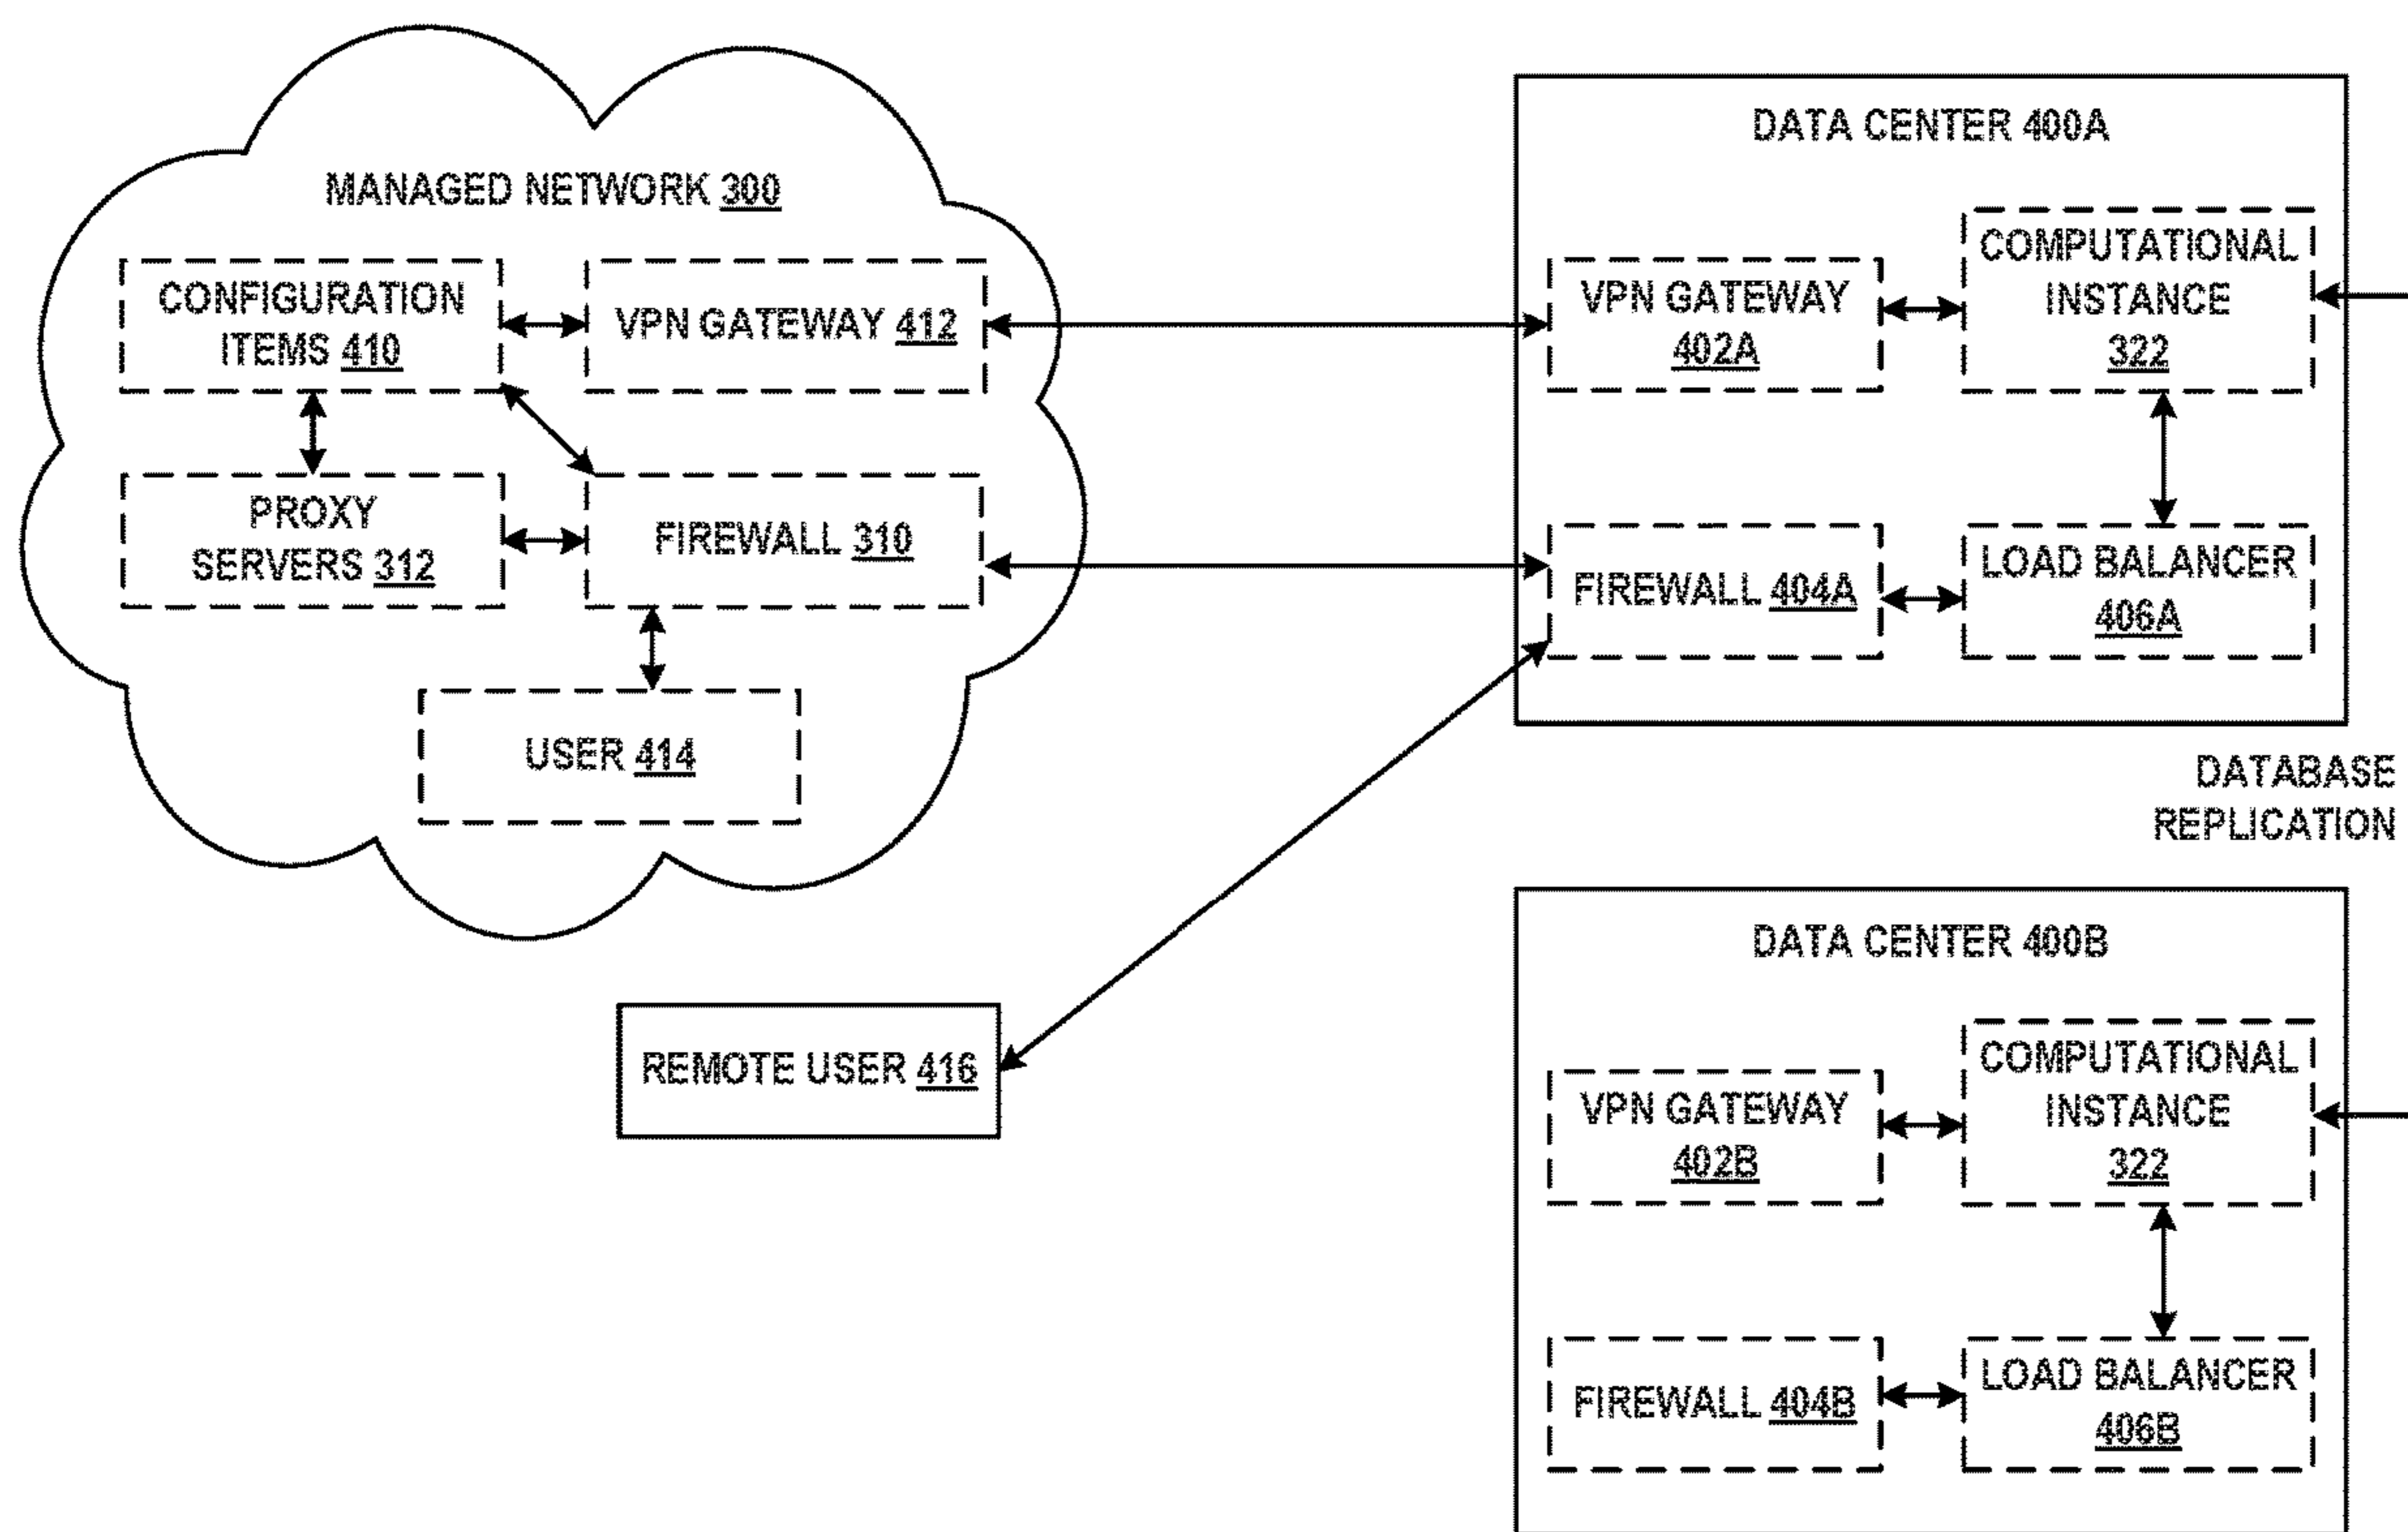 MANAGED NETWORK 300
CONFIGURATION
ITEMS 410
VPN GATEWAY 412
PROXY
SERVERS 312
FIREWALL 310
USER 414
REMOTE USER 416
DATA CENTER 400A
VPN GATEWAY
402A
COMPUTATIONAL
INSTANCE
322
FIREWALL 404A
LOAD BALANCER
406A
DATABASE
REPLICATION
DATA CENTER 400B
VPN GATEWAY
402B
COMPUTATIONAL
INSTANCE
322
FIREWALL 404B
LOAD BALANCER
406B